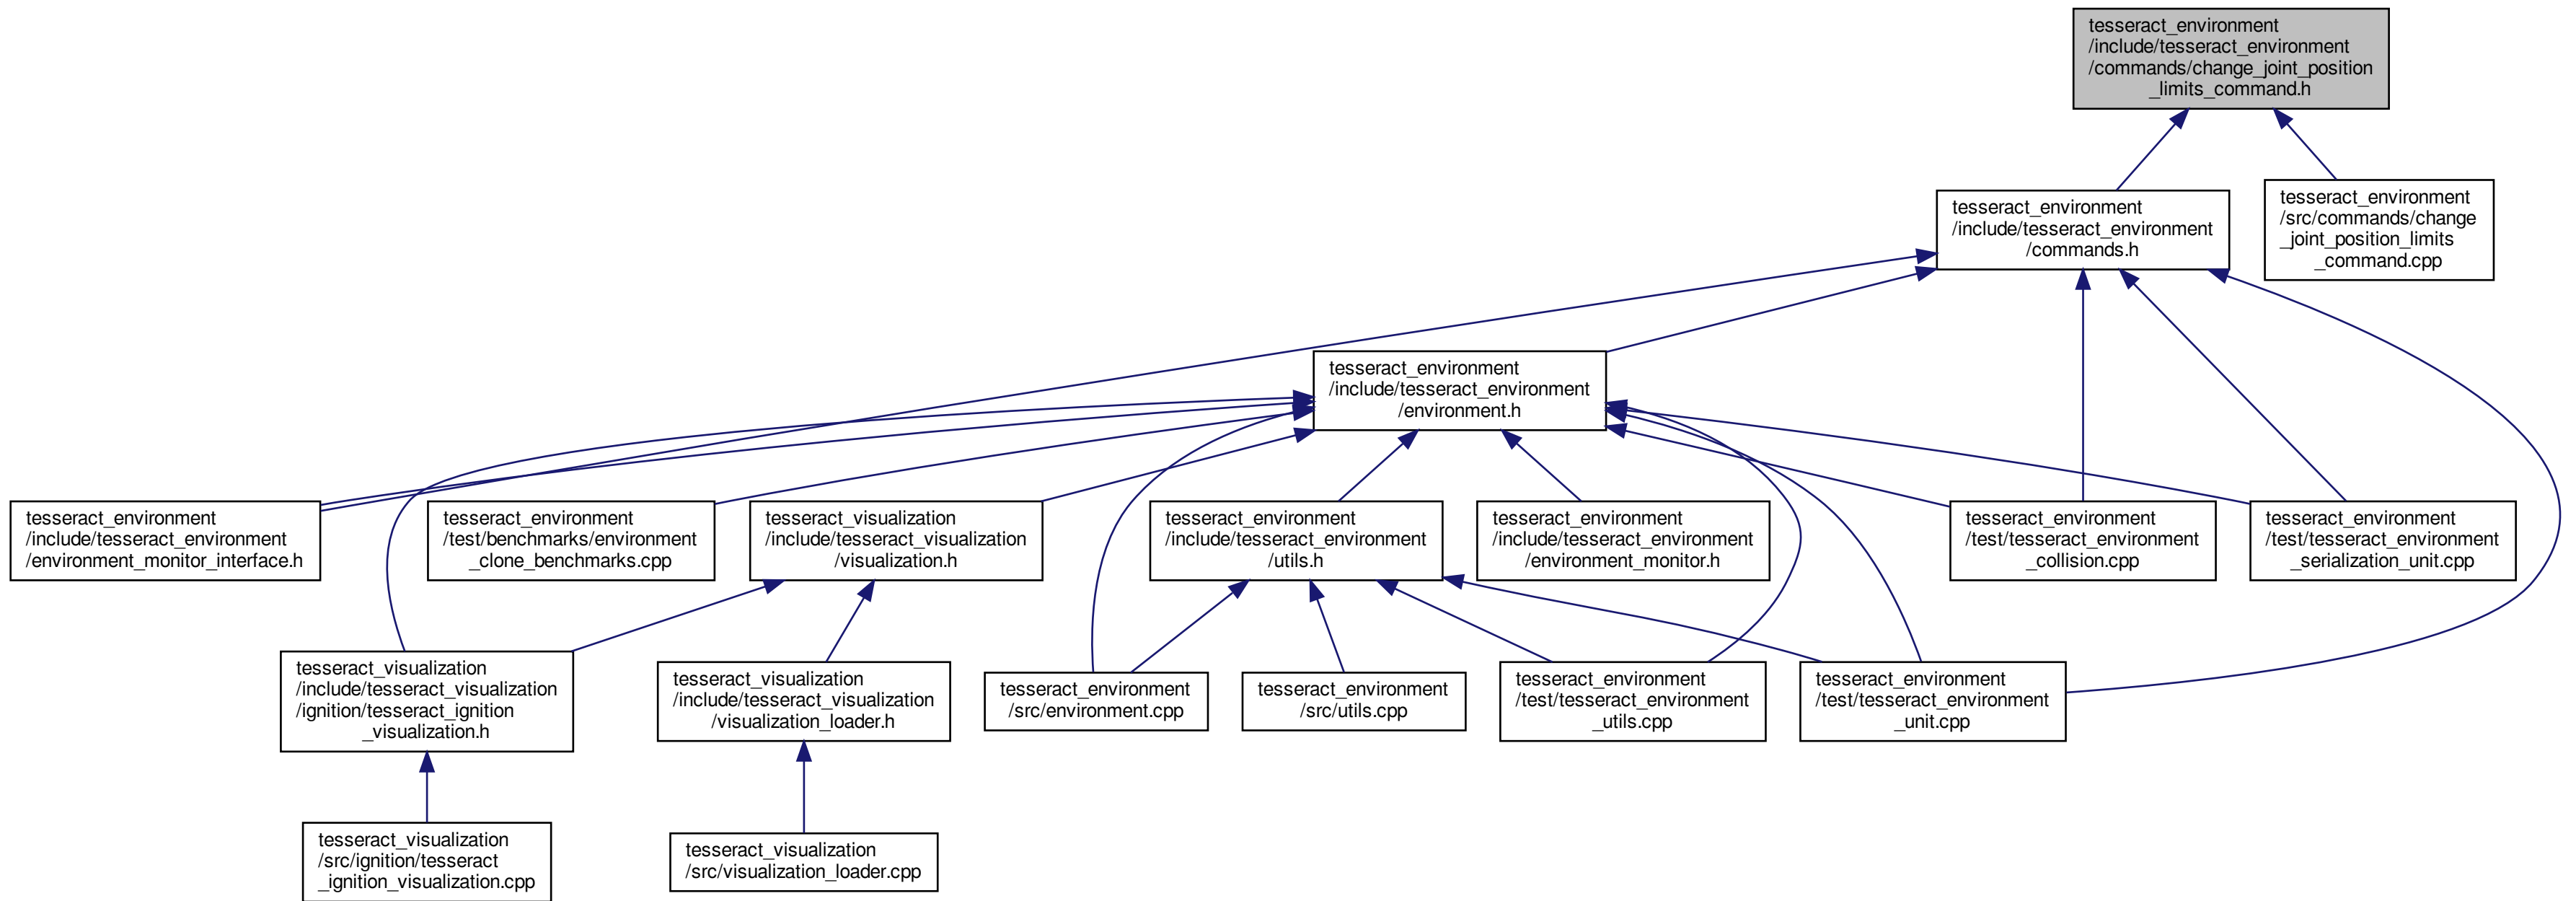 tesseract_environment
/include/tesseract_environment
/commands/change_joint_position
_limits_command.h
tesseract_environment
/include/tesseract_environment
/commands.h
tesseract_environment
/src/commands/change
_joint_position_limits
_command.cpp
tesseract_environment
/include/tesseract_environment
/environment.h
tesseract_environment
/include/tesseract_environment
/environment_monitor_interface.h
tesseract_environment
/test/benchmarks/environment
_clone_benchmarks.cpp
tesseract_visualization
/include/tesseract_visualization
/visualization.h
tesseract_environment
/include/tesseract_environment
/utils.h
tesseract_environment
/include/tesseract_environment
/environment_monitor.h
tesseract_environment
/test/tesseract_environment
_collision.cpp
tesseract_environment
/test/tesseract_environment
_serialization_unit.cpp
tesseract_visualization
/include/tesseract_visualization
/ignition/tesseract_ignition
_visualization.h
tesseract_visualization
/include/tesseract_visualization
/visualization_loader.h
tesseract_environment
/src/environment.cpp
tesseract_environment
/src/utils.cpp
tesseract_environment
/test/tesseract_environment
_utils.cpp
tesseract_environment
/test/tesseract_environment
_unit.cpp
tesseract_visualization
/src/ignition/tesseract
_ignition_visualization.cpp
tesseract_visualization
/src/visualization_loader.cpp